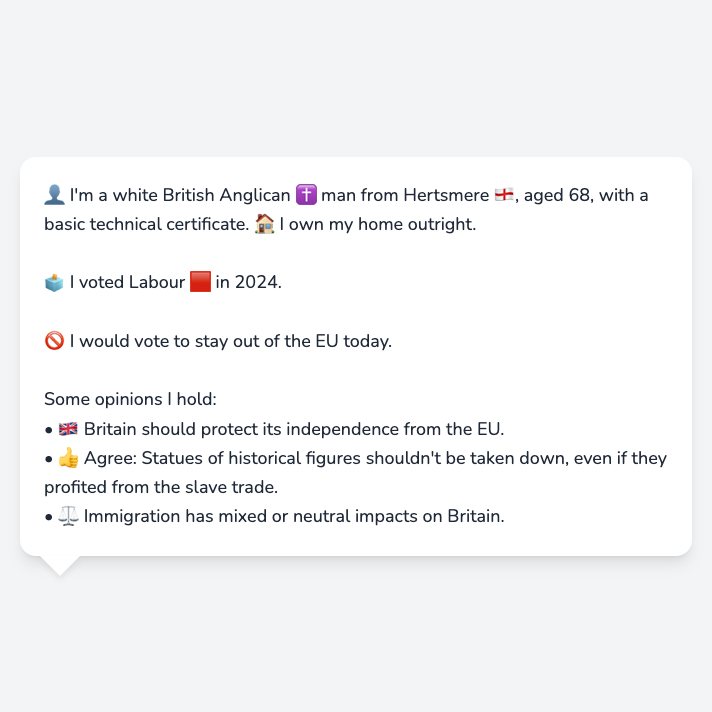 👤 I'm a white British Anglican ✝️ man from Hertsmere 🏴󠁧󠁢󠁥󠁮󠁧󠁿, aged 68, with a
basic technical certificate. 🏠 I own my home outright.
🗳️ I voted Labour 🟥 in 2024.
🚫 I would vote to stay out of the EU today.
Some opinions I hold:
• 🇬🇧 Britain should protect its independence from the EU.
• 👍 Agree: Statues of historical figures shouldn't be taken down, even if they
profited from the slave trade.
• ⚖️ Immigration has mixed or neutral impacts on Britain.